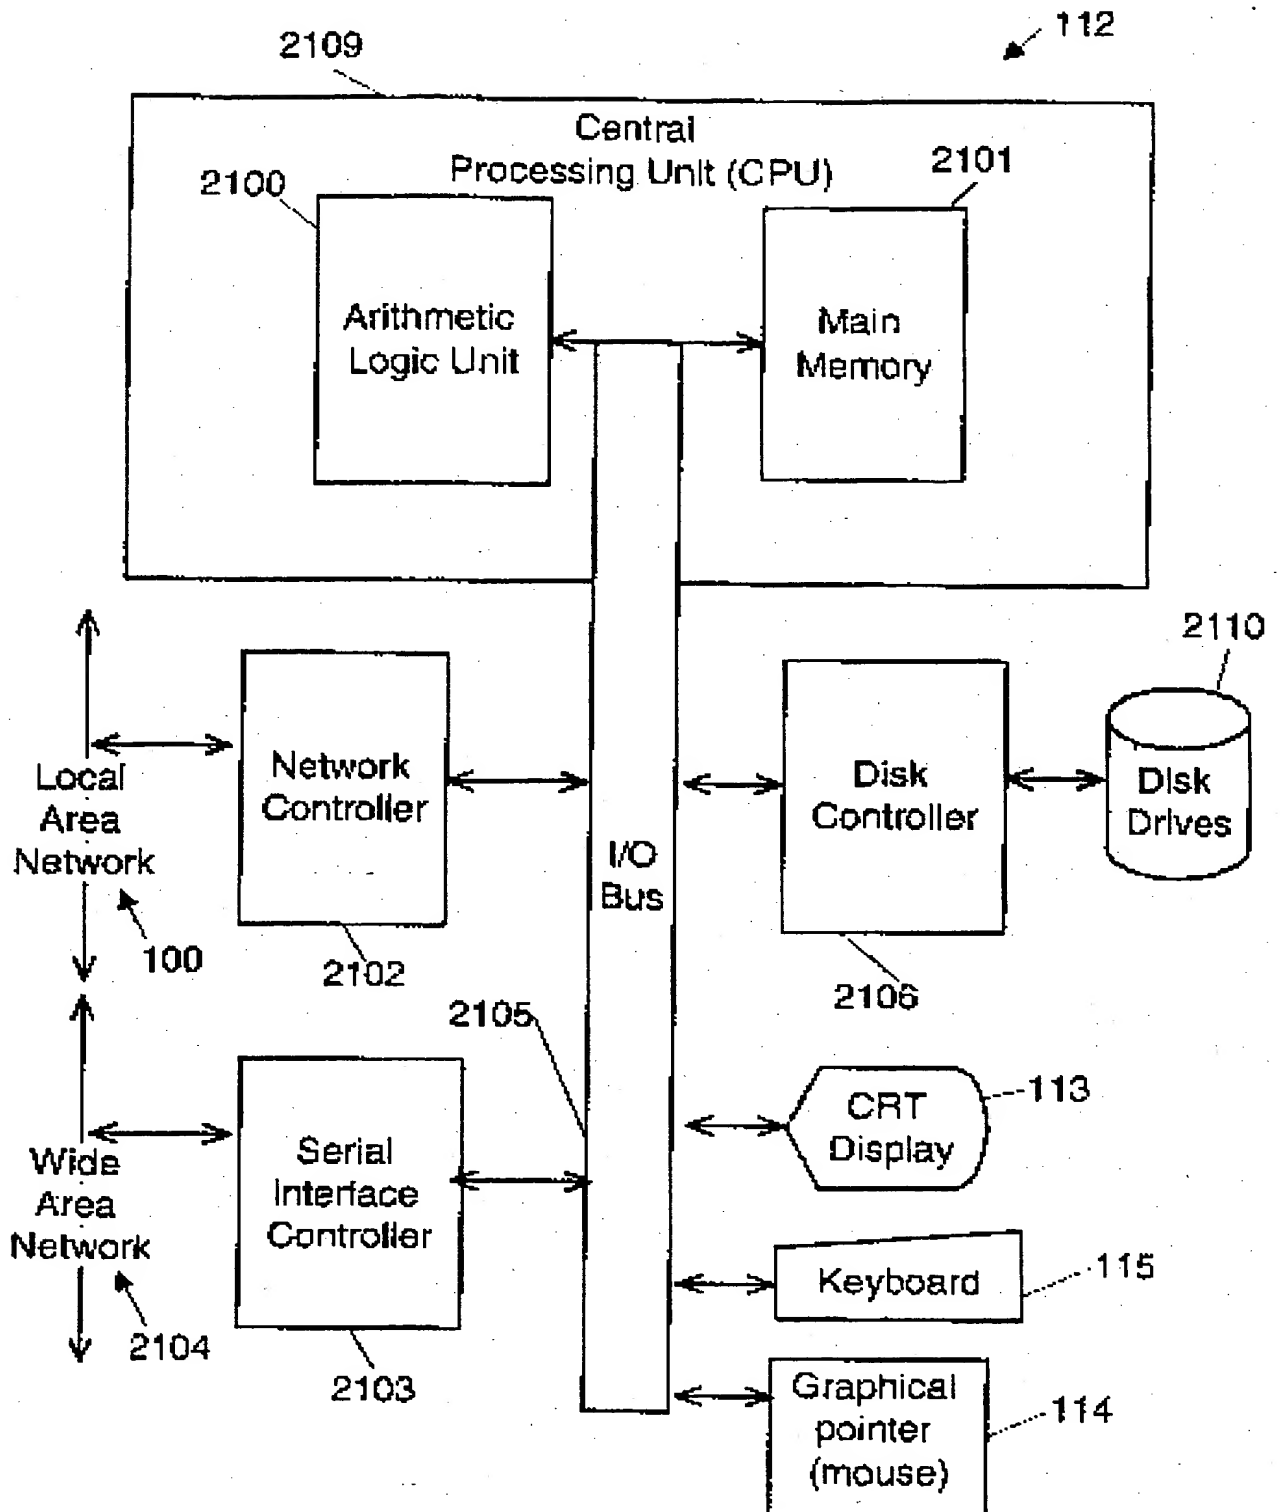 112
2109
Central
Processing Unit (CPU)
2100
2101
Arithmetic
Logic Unit
Main
Memory
2110
Network
Controller
Disk
Controller
Disk
Drives
Local
Area
Network
I/O
Bus
100
2102
2106
2105
Serial
Interface
Controller
CRT
Display
113
Wide
Area
Network
Keyboard
115
2104
2103
Graphical
pointer
(mouse)
114